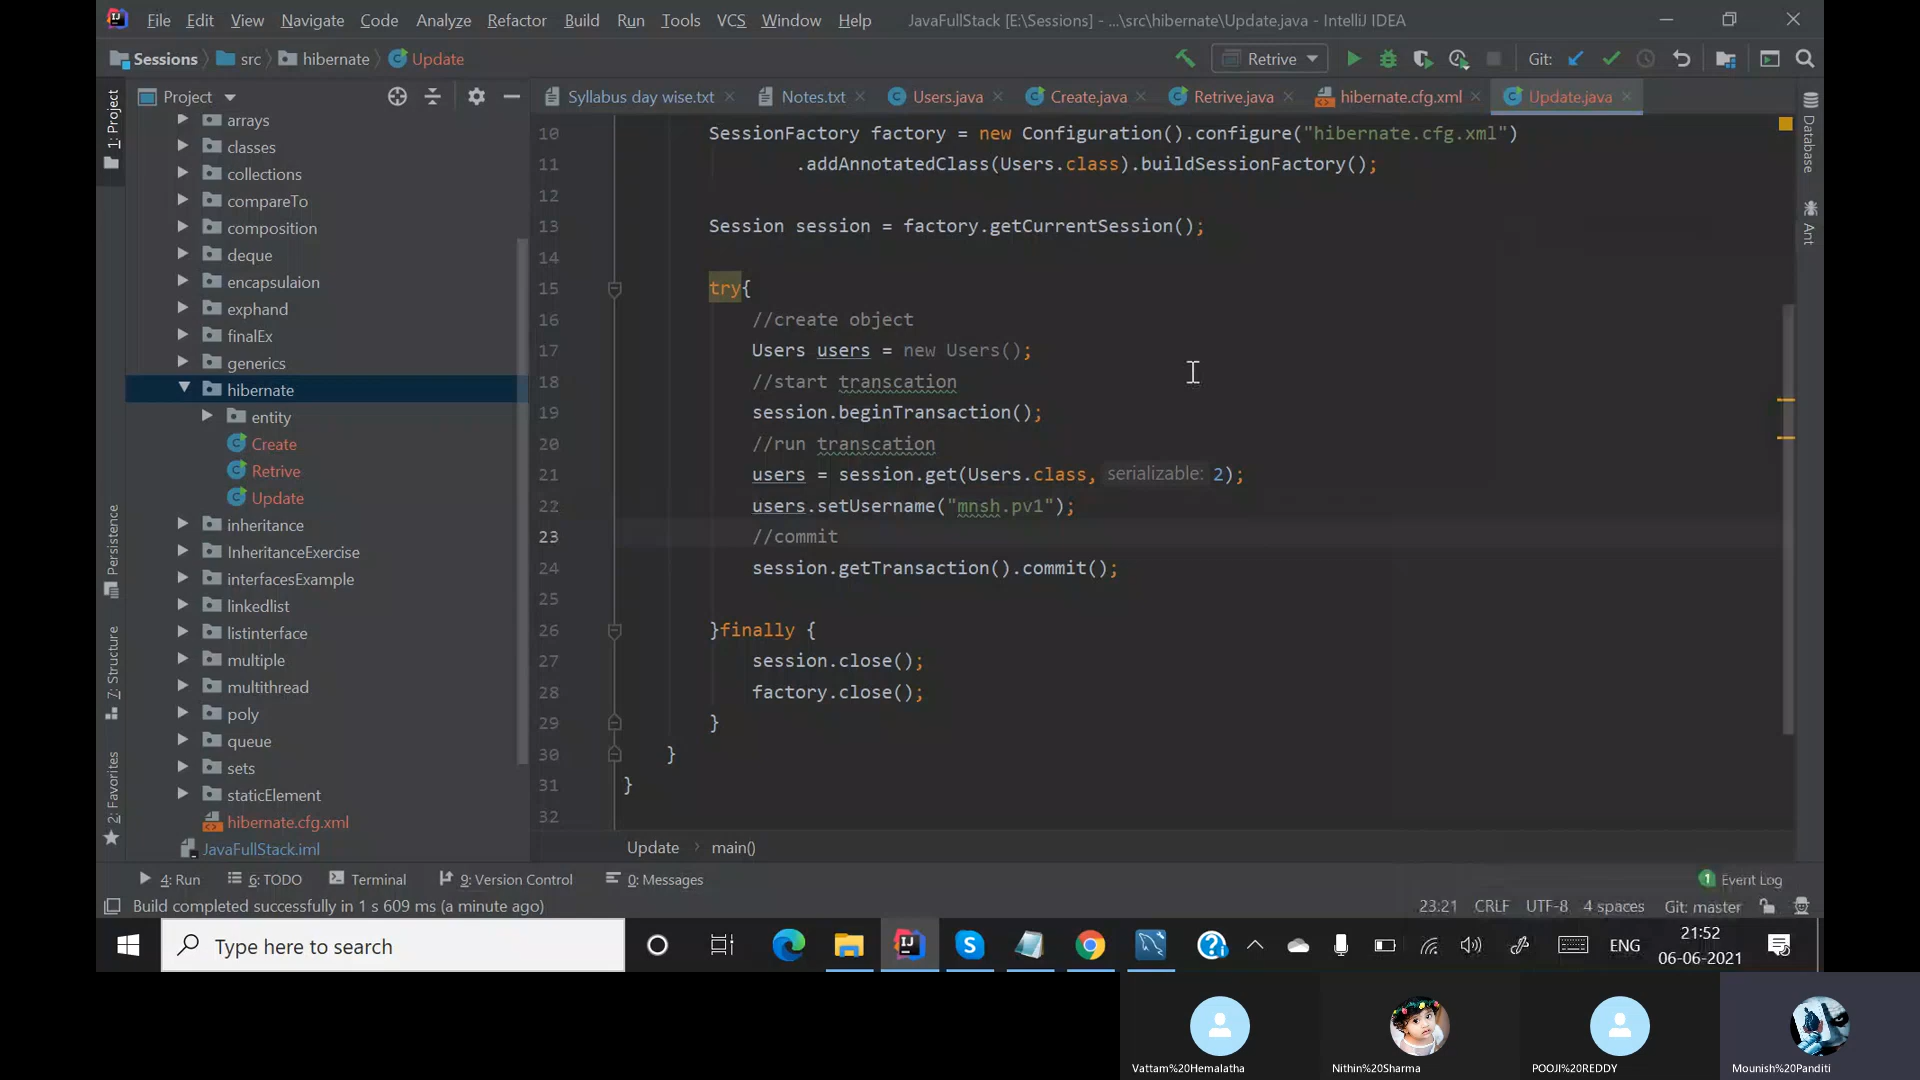 File Edit View Navigate Code Analyze Refactor Build Run Tools VCS Window Help JavaFullStack [E:\Sessions] - ...\src\hibernate\Update.java - IntelliJ IDEA
Sessions src hibernate Update Retrive Git:
Project
Syllabus day wise.txt Notes.txt Users.java Create.java Retrive.java hibernate.cfg.xml Update.java
1: Project
Persistence
7: Structure
2: Favorites
arrays
classes
collections
compareTo
composition
deque
encapsulaion
exphand
finalEx
generics
hibernate
entity
Create
Retrive
Update
inheritance
InheritanceExercise
interfacesExample
linkedlist
listinterface
multiple
multithread
poly
queue
sets
staticElement
hibernate.cfg.xml
JavaFullStack.iml
10 SessionFactory factory = new Configuration().configure("hibernate.cfg.xml")
11 .addAnnotatedClass(Users.class).buildSessionFactory();
12
13 Session session = factory.getCurrentSession();
14
15 try{
16 //create object
17 Users users = new Users();
18 //start transcation
19 session.beginTransaction();
20 //run transcation
21 users = session.get(Users.class, serializable: 2);
22 users.setUsername("mnsh.pv1");
23 //commit
24 session.getTransaction().commit();
25
26 }finally {
27 session.close();
28 factory.close();
29 }
30 }
31 }
32
Database
Ant
Update main()
4: Run 6: TODO Terminal 9: Version Control 0: Messages 1 Event Log
Build completed successfully in 1 s 609 ms (a minute ago) 23:21 CRLF UTF-8 4 spaces Git: master
Type here to search ENG 21:52
06-06-2021
Vattam%20Hemalatha Nithin%20Sharma POOJI%20REDDY Mounish%20Panditi